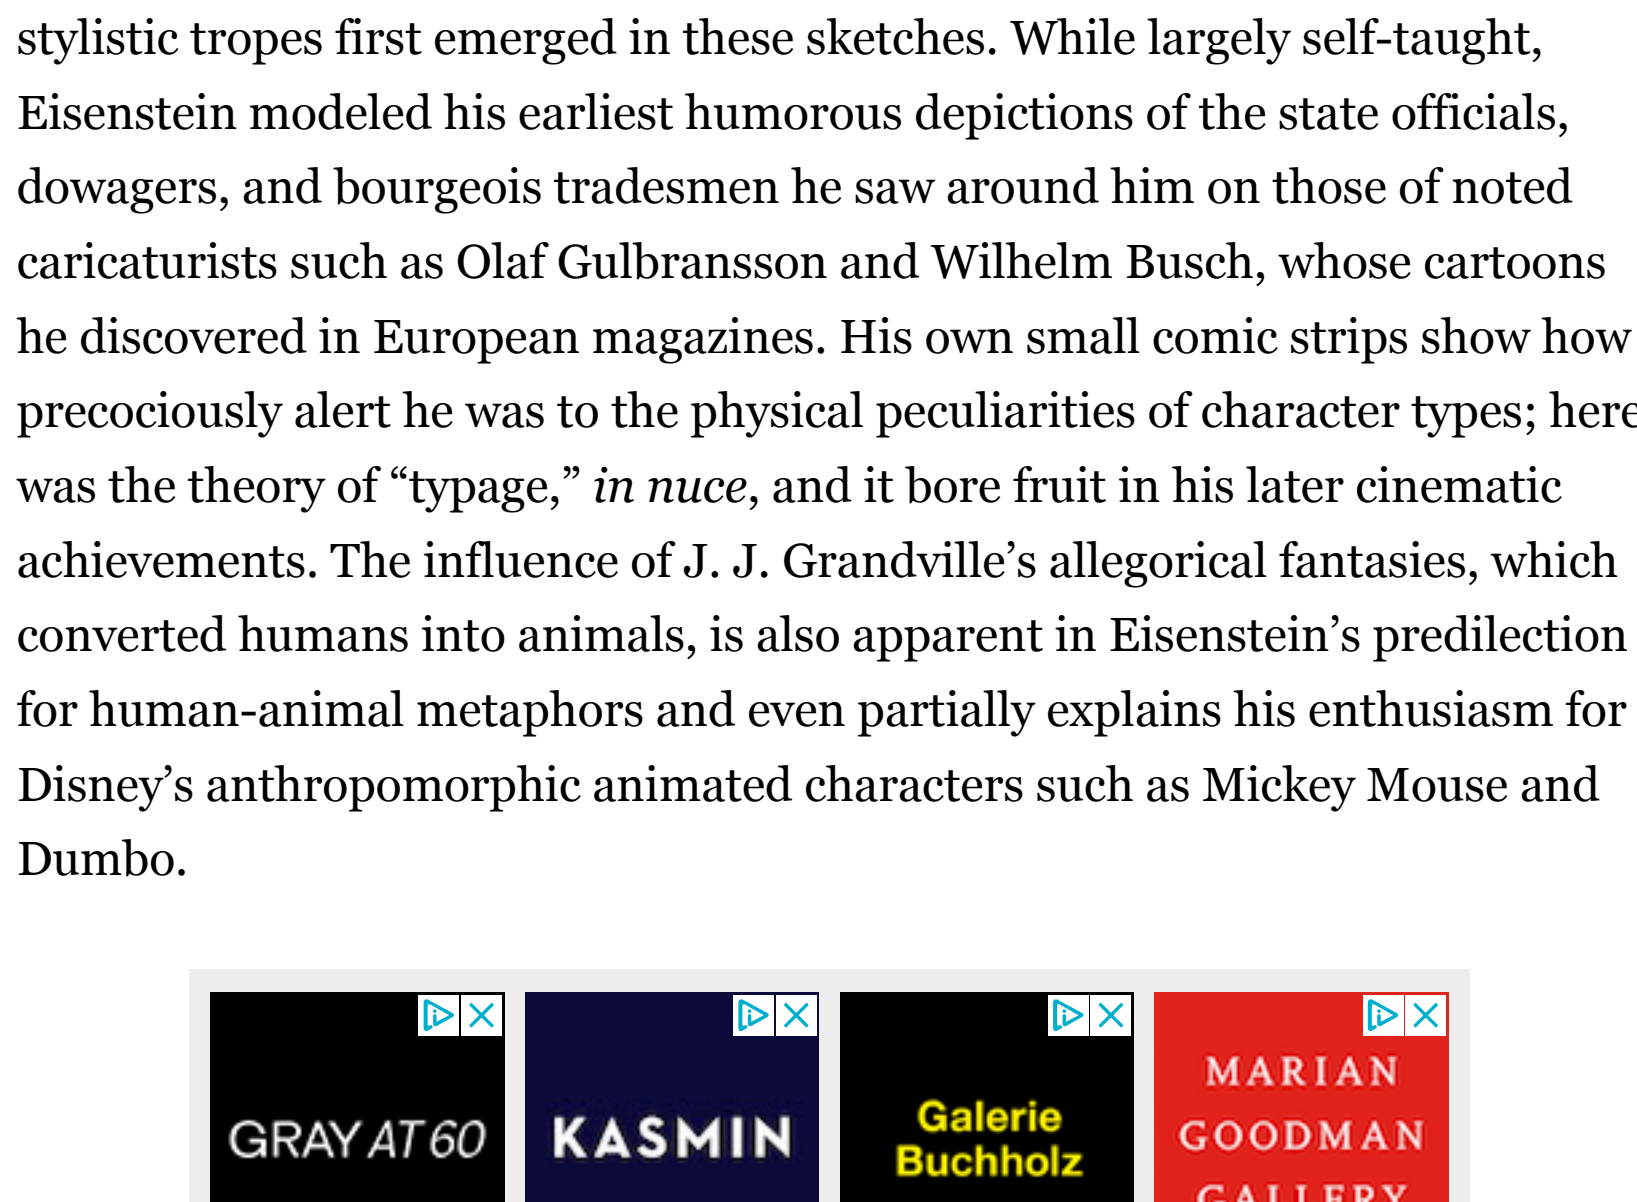 stylistic tropes first emerged in these sketches. While largely self-taught,
Eisenstein modeled his earliest humorous depictions of the state officials,
dowagers, and bourgeois tradesmen he saw around him on those of noted
caricaturists such as Olaf Gulbransson and Wilhelm Busch, whose cartoons
he discovered in European magazines. His own small comic strips show how
precociously alert he was to the physical peculiarities of character types; here
was the theory of “typage,” in nuce, and it bore fruit in his later cinematic
achievements. The influence of J. J. Grandville’s allegorical fantasies, which
converted humans into animals, is also apparent in Eisenstein’s predilection
for human-animal metaphors and even partially explains his enthusiasm for
Disney’s anthropomorphic animated characters such as Mickey Mouse and
Dumbo.
GRAY AT 60
KASMIN
Galerie
Buchholz
MARIAN
GOODMAN
GALLERY